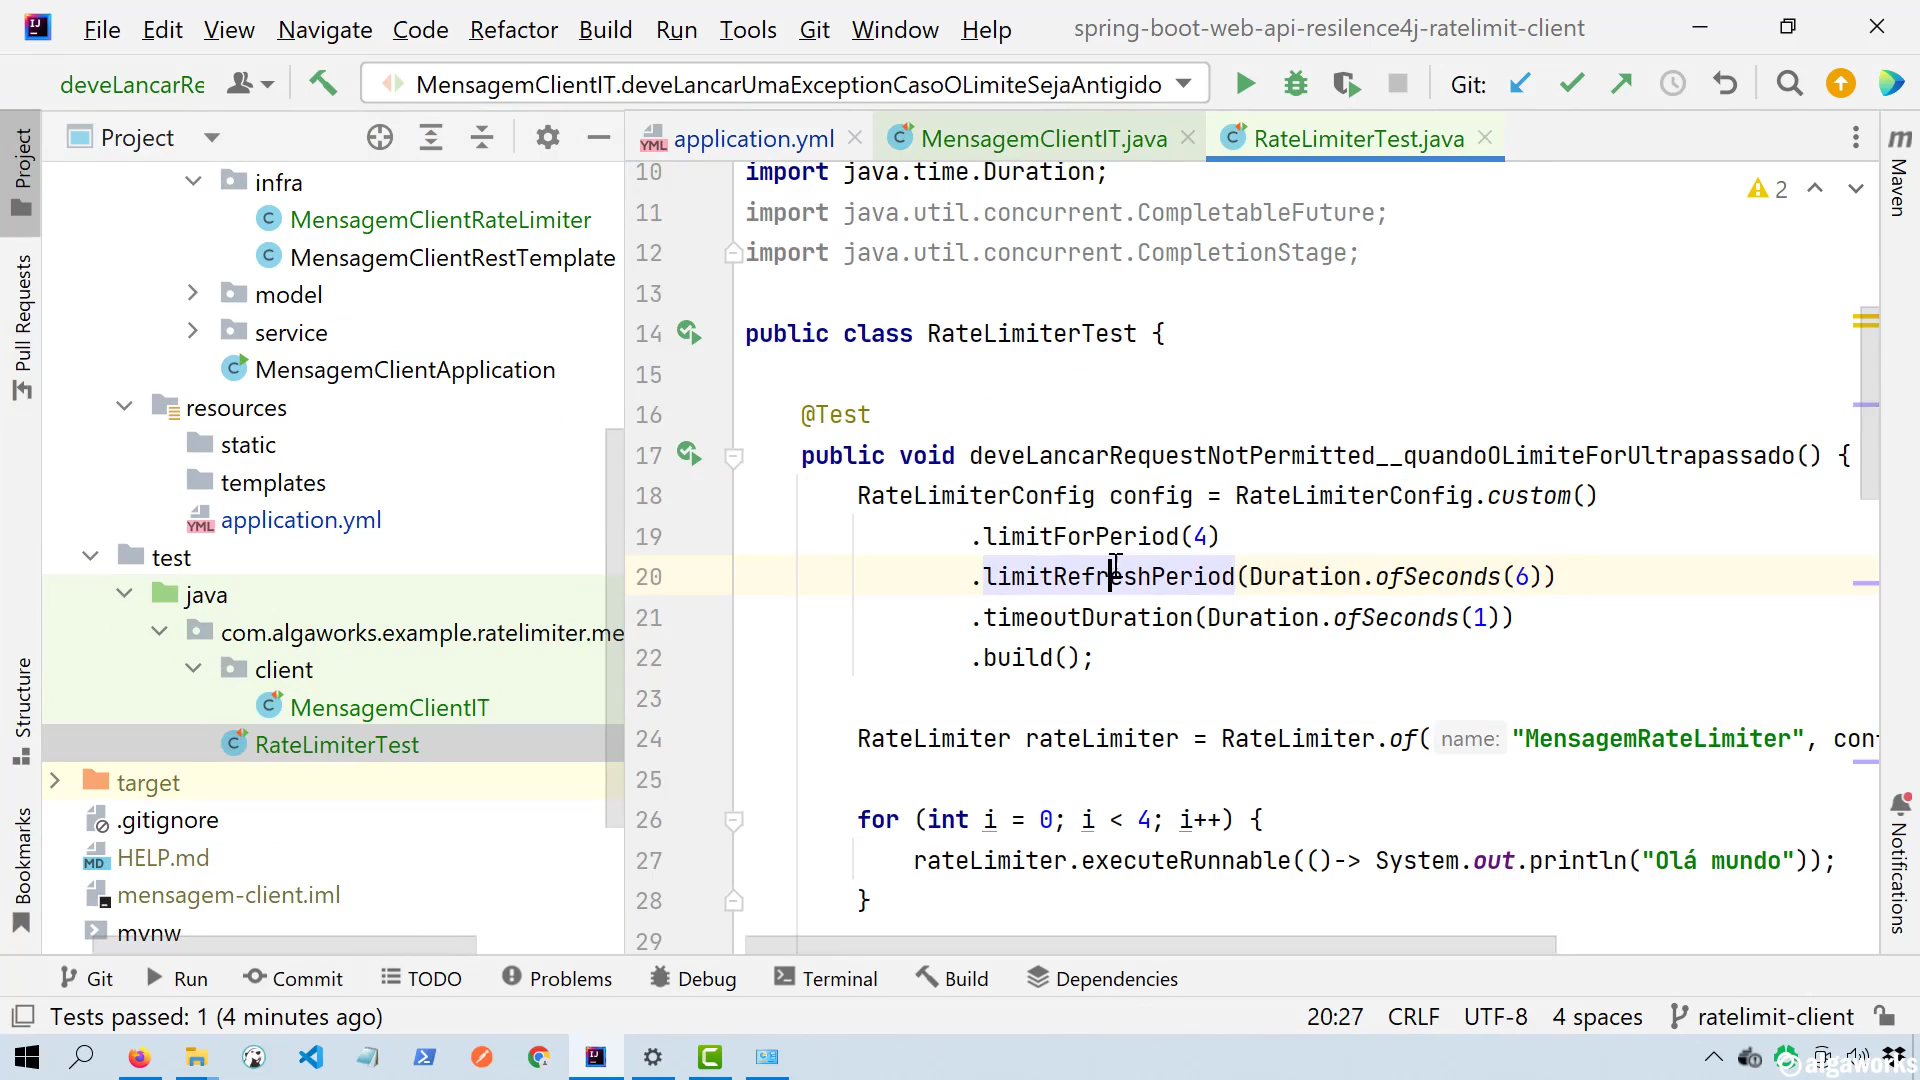 File Edit View Navigate Code Refactor Build Run Tools Git Window Help spring-boot-web-api-resilence4j-ratelimit-client
deveLancarRe MensagemClientIT.deveLancarUmaExceptionCasoOLimiteSejaAntigido Git:
Project
application.yml MensagemClientIT.java RateLimiterTest.java
infra
MensagemClientRateLimiter
MensagemClientRestTemplate
model
service
MensagemClientApplication
resources
static
templates
application.yml
test
java
com.algaworks.example.ratelimiter.me
client
MensagemClientIT
RateLimiterTest
target
.gitignore
HELP.md
mensagem-client.iml
mvnw
10 import java.time.Duration;
11 import java.util.concurrent.CompletableFuture;
12 import java.util.concurrent.CompletionStage;
13
14 public class RateLimiterTest {
15
16 @Test
17 public void deveLancarRequestNotPermitted__quandoOLimiteForUltrapassado() {
18 RateLimiterConfig config = RateLimiterConfig.custom()
19 .limitForPeriod(4)
20 .limitRefreshPeriod(Duration.ofSeconds(6))
21 .timeoutDuration(Duration.ofSeconds(1))
22 .build();
23
24 RateLimiter rateLimiter = RateLimiter.of( name: "MensagemRateLimiter", con
25
26 for (int i = 0; i < 4; i++) {
27 rateLimiter.executeRunnable(()-> System.out.println("Olá mundo"));
28 }
29
2
Project
Pull Requests
Structure
Bookmarks
m
Maven
Notifications
Git Run Commit TODO Problems Debug Terminal Build Dependencies
Tests passed: 1 (4 minutes ago) 20:27 CRLF UTF-8 4 spaces ratelimit-client
algaworks